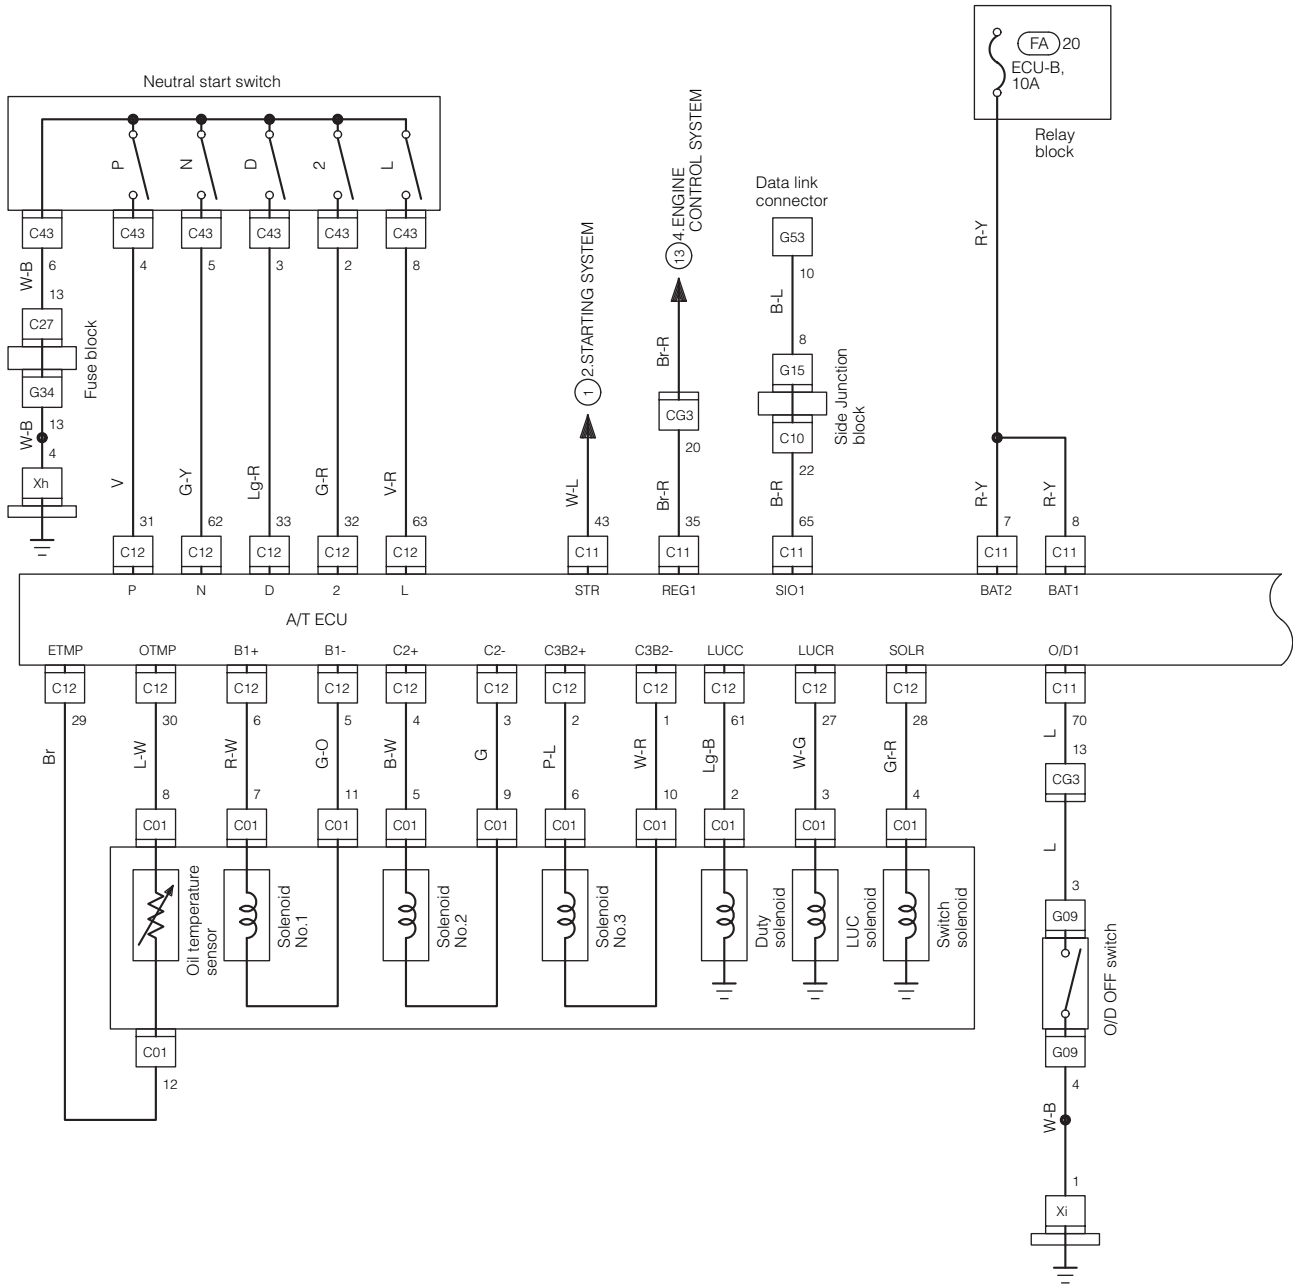 FA 20
ECU-B,
10A
Relay
block
Neutral start switch
P
N
D
2
L
C43
C43
C43
C43
C43
C43
6
4
5
3
2
8
W-B
13
C27
Fuse block
G34
13
W-B
4
Xh
V
G-Y
Lg-R
G-R
V-R
1 2.STARTING SYSTEM
W-L
13 4.ENGINE
CONTROL SYSTEM
Br-R
CG3
20
Br-R
Data link
connector
G53
10
B-L
8
G15
Side Junction
block
C10
22
B-R
R-Y
R-Y
R-Y
31
62
33
32
63
43
35
65
7
8
C12
C12
C12
C12
C12
C11
C11
C11
C11
C11
P
N
D
2
L
STR
REG1
SIO1
BAT2
BAT1
A/T ECU
ETMP
OTMP
B1+
B1-
C2+
C2-
C3B2+
C3B2-
LUCC
LUCR
SOLR
O/D1
C12
C12
C12
C12
C12
C12
C12
C12
C12
C12
C12
C11
29
30
6
5
4
3
2
1
61
27
28
70
Br
L-W
R-W
G-O
B-W
G
P-L
W-R
Lg-B
W-G
Gr-R
L
13
8
7
11
5
9
6
10
2
3
4
CG3
C01
C01
C01
C01
C01
C01
C01
C01
C01
C01
L
Oil temperature
sensor
Solenoid
No.1
Solenoid
No.2
Solenoid
No.3
Duty
solenoid
LUC
solenoid
Switch
solenoid
3
G09
O/D OFF switch
C01
12
G09
4
W-B
1
Xi